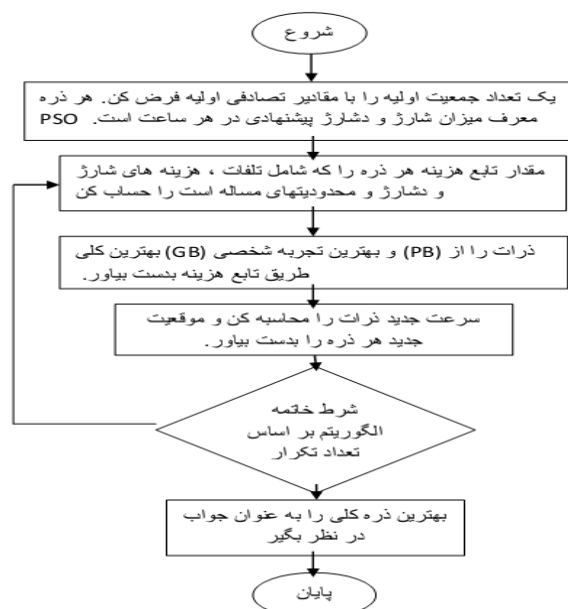 شروع
یک تعداد جمعیت اولیه را با مقادیر تصادفی اولیه فرض کن. هر ذره
معرف میزان شارژ و دشارژ پیشنهادی در هر ساعت است. PSO
مقدار تابع هزینه هر ذره را که شامل تلفات ، هزینه های شارژ
و دشارژ و محدودیتهای مساله است را حساب کن
ذرات را از (PB) و بهترین تجربه شخصی (GB) بهترین کلی
طریق تابع هزینه بدست بیاور.
سرعت جدید ذرات را محاسبه کن و موقعیت
جدید هر ذره را بدست بیاور.
شرط خاتمه
الگوریتم بر اساس
تعداد تکرار
بهترین ذره کلی را به عنوان جواب
در نظر بگیر
پایان